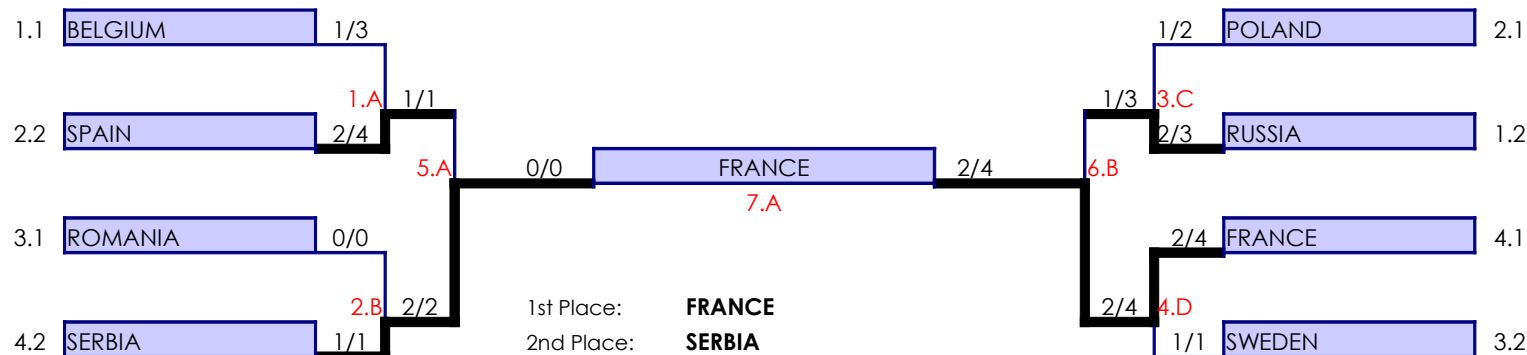 1.1 BELGIUM 1/3 1/2 POLAND 2.1
1.A 1/1 1/3 3.C
2.2 SPAIN 2/4 2/3 RUSSIA 1.2
5.A 0/0 FRANCE 2/4 6.B
7.A
3.1 ROMANIA 0/0 2/4 FRANCE 4.1
2.B 2/2 1st Place: FRANCE 2/4 4.D
4.2 SERBIA 1/1 2nd Place: SERBIA 1/1 SWEDEN 3.2